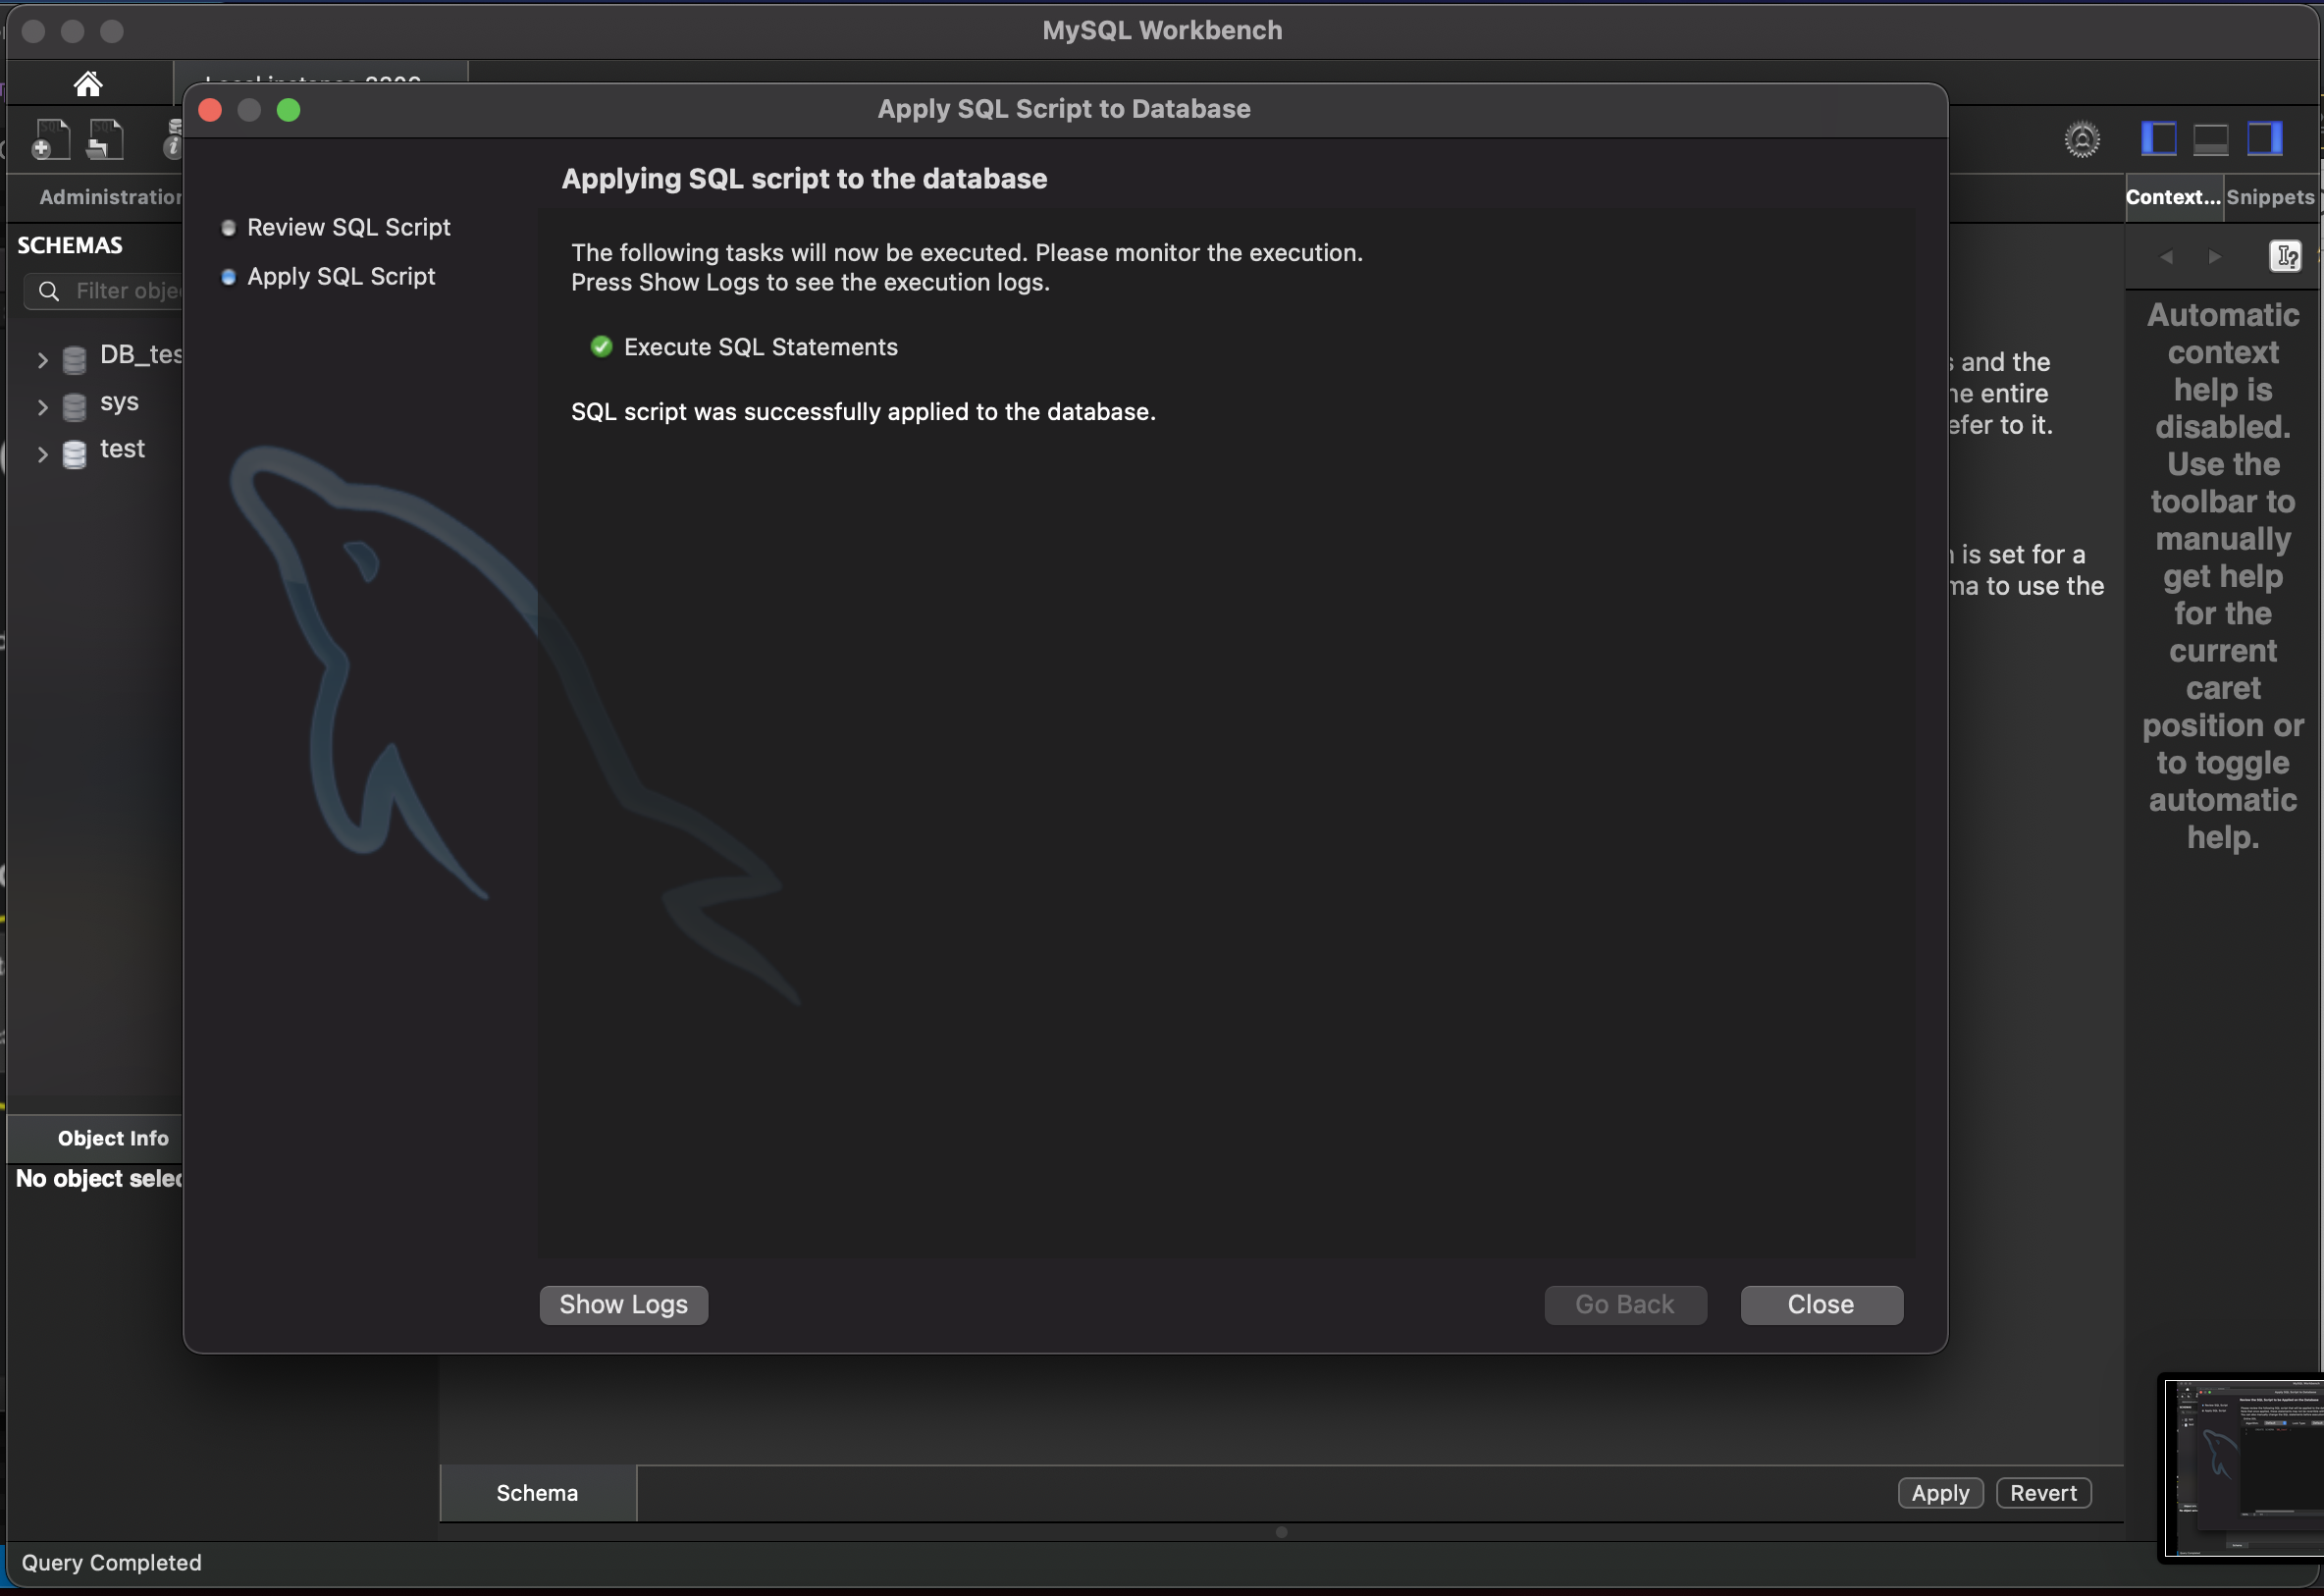 MySQL Workbench
Apply SQL Script to Database
Administration
Context...
Snippets
SCHEMAS
Filter obje
DB_tes
sys
test
Object Info
No object selec
Review SQL Script
Apply SQL Script
Applying SQL script to the database
The following tasks will now be executed. Please monitor the execution.
Press Show Logs to see the execution logs.
Execute SQL Statements
SQL script was successfully applied to the database.
Show Logs
Go Back
Close
and the
entire
efer to it.
is set for a
to use the
Automatic
context
help is
disabled.
Use the
toolbar to
manually
get help
for the
current
caret
position or
to toggle
automatic
help.
Schema
Apply
Revert
Query Completed